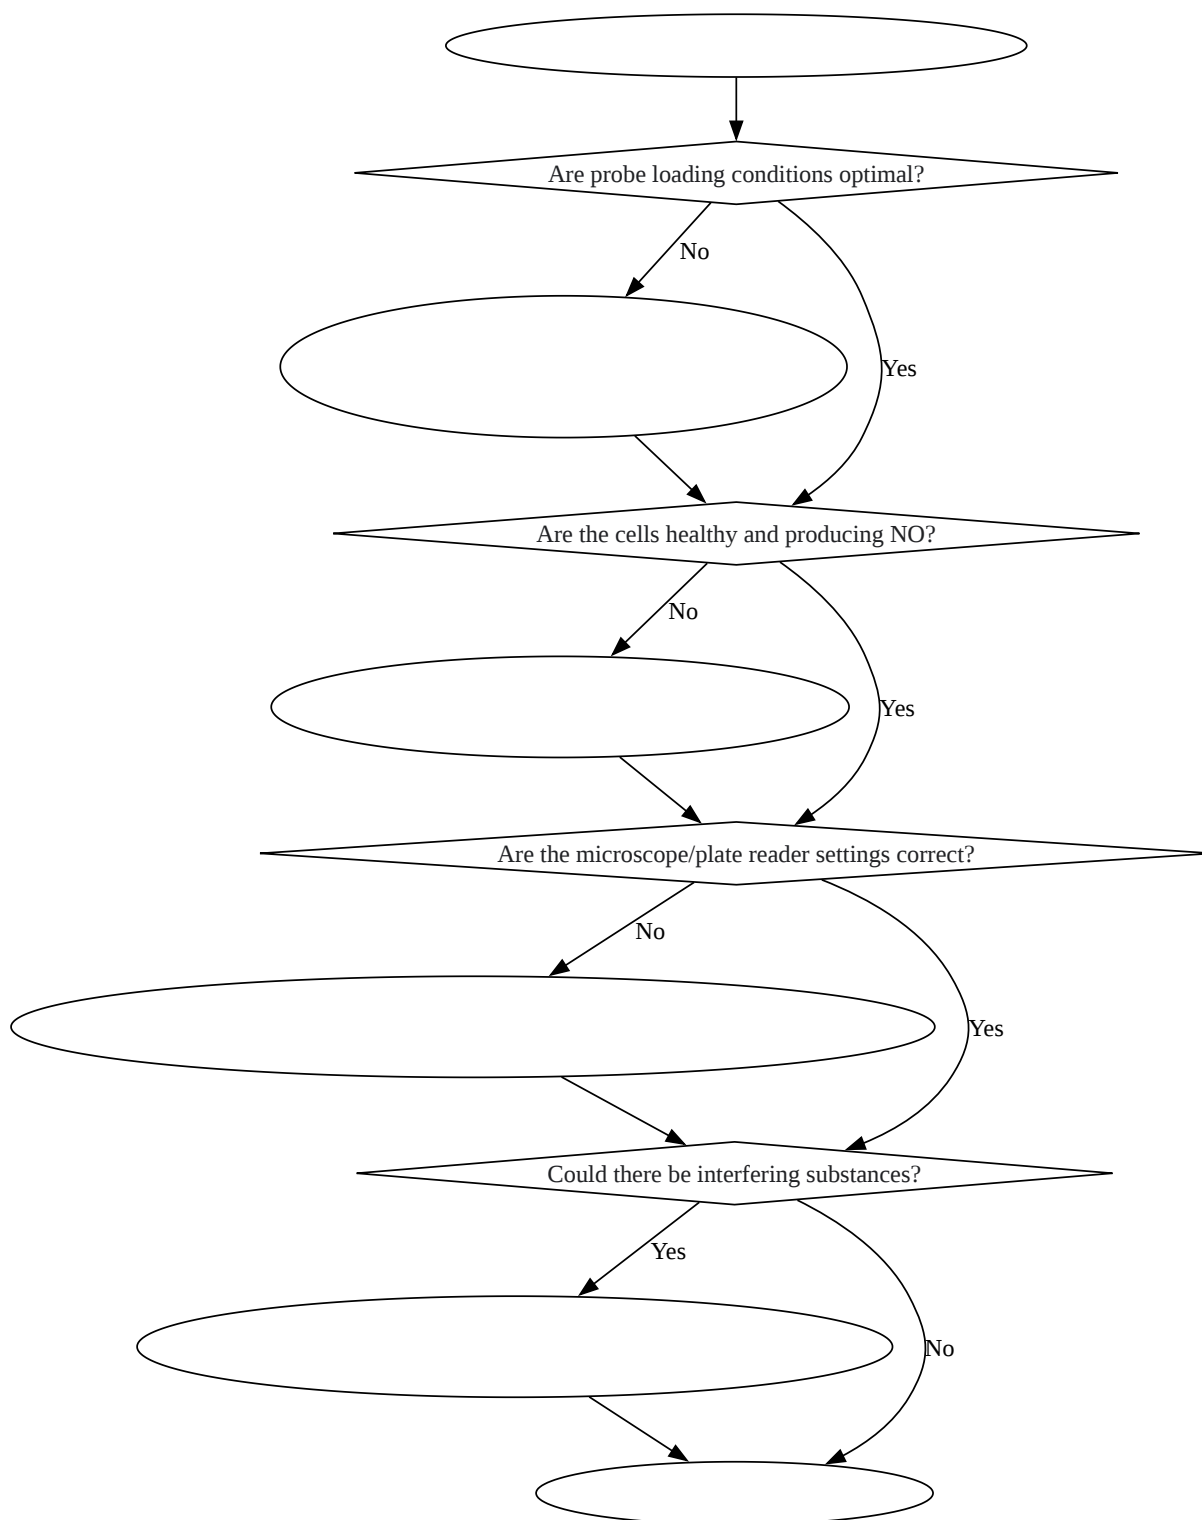 Are probe loading conditions optimal?
No
Yes
Are the cells healthy and producing NO?
No
Yes
Are the microscope/plate reader settings correct?
No
Yes
Could there be interfering substances?
Yes
No